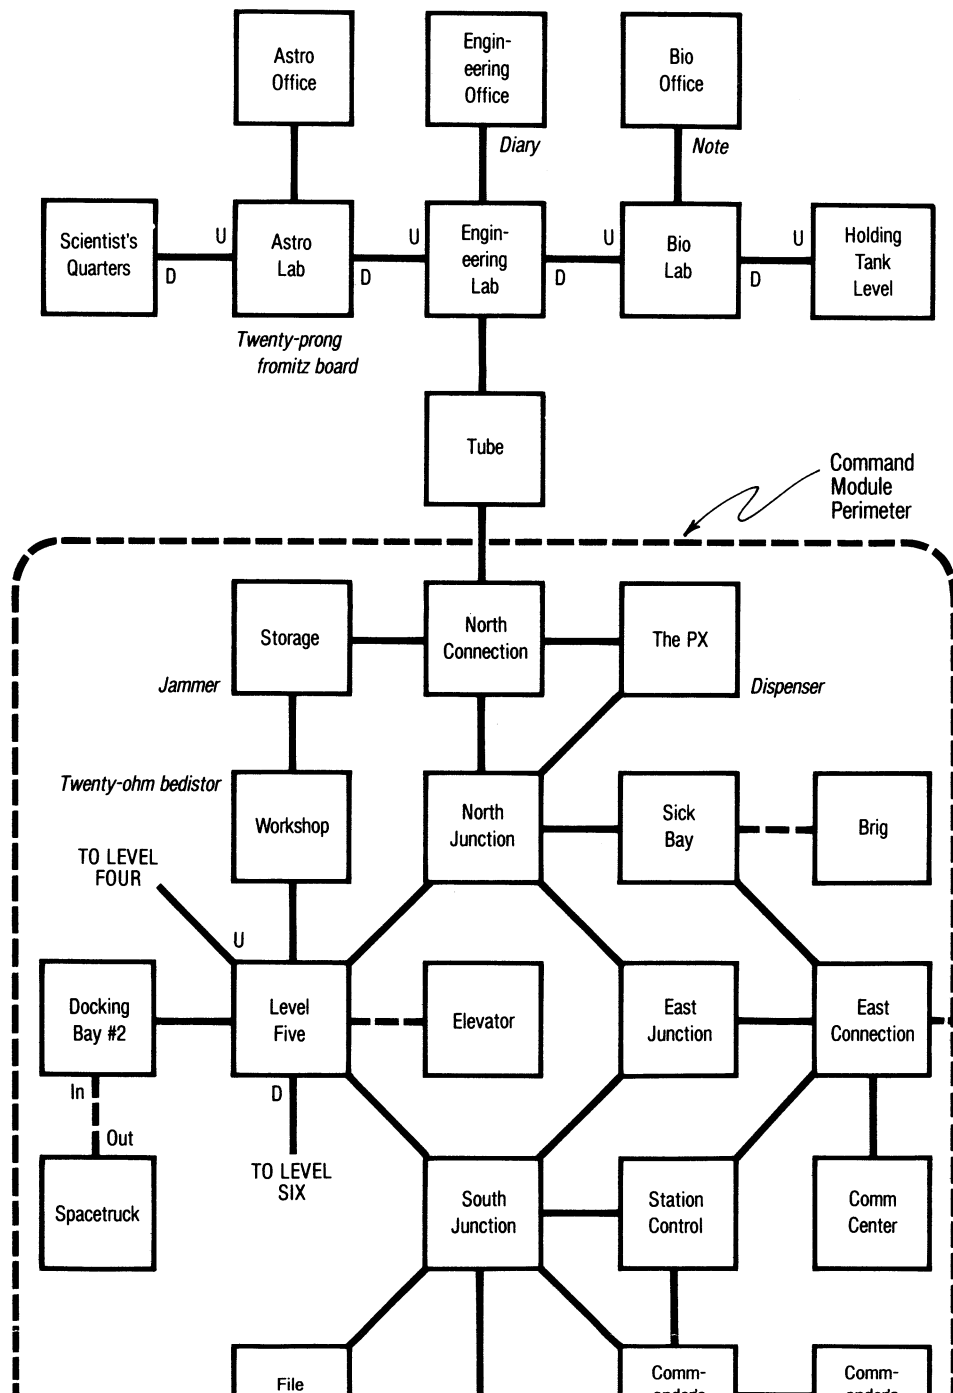 Astro
Office
Engin-
eering
Office
Bio
Office
Diary
Note
Scientist's
Quarters
U
D
Astro
Lab
U
D
Engin-
eering
Lab
U
D
Bio
Lab
U
D
Holding
Tank
Level
Twenty-prong
fromitz board
Tube
Command
Module
Perimeter
Storage
North
Connection
The PX
Jammer
Dispenser
Twenty-ohm bedistor
Workshop
North
Junction
Sick
Bay
Brig
TO LEVEL
FOUR
U
Docking
Bay #2
Level
Five
Elevator
East
Junction
East
Connection
In
Out
D
TO LEVEL
SIX
Spacetruck
South
Junction
Station
Control
Comm
Center
File
Comm-
Comm-